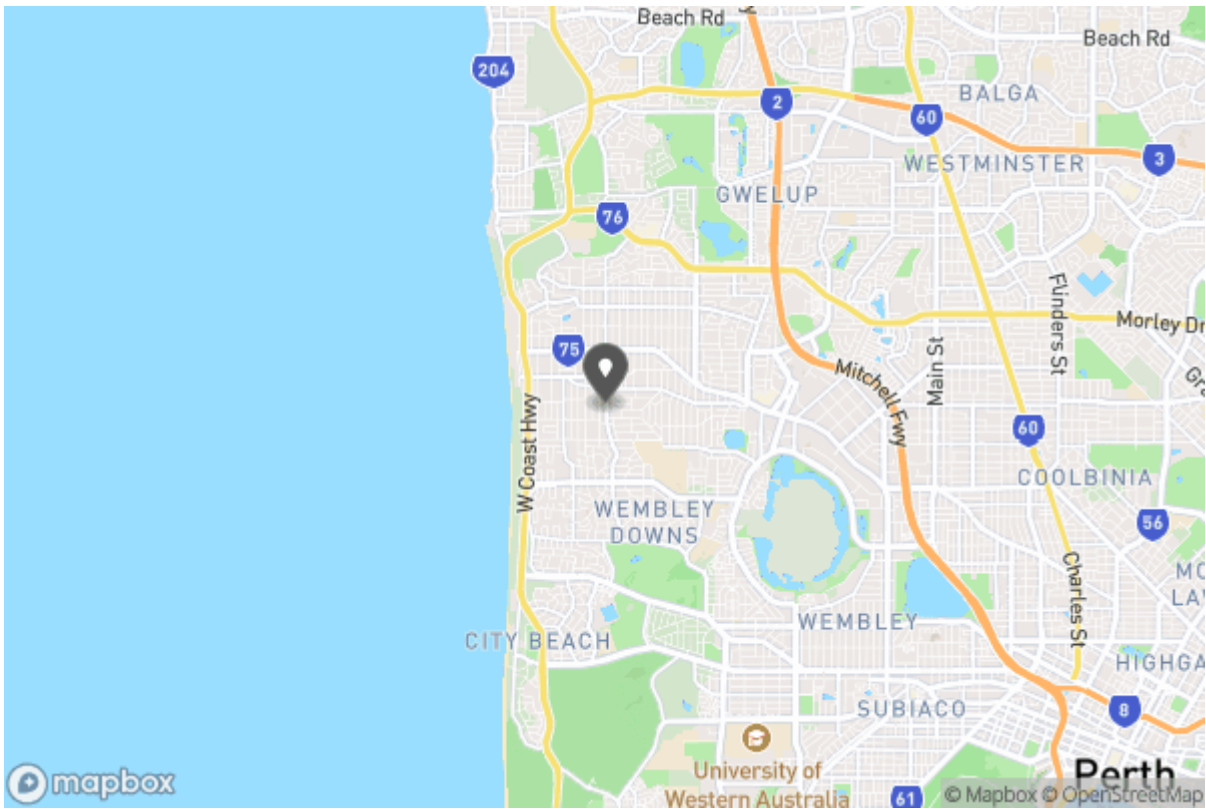 Beach Rd
Beach Rd
204
2
BALGA
60
WESTMINSTER
3
GWELUP
76
Flinders St
Morley Dr
75
Main St
Mitchell Fwy
W Coast Hwy
60
COOLBINIA
WEMBLEY
DOWNS
56
Charles St
WEMBLEY
CITY BEACH
SUBIACO
8
University of
Western Australia
Perth
61
mapbox
© Mapbox © OpenStreetMap